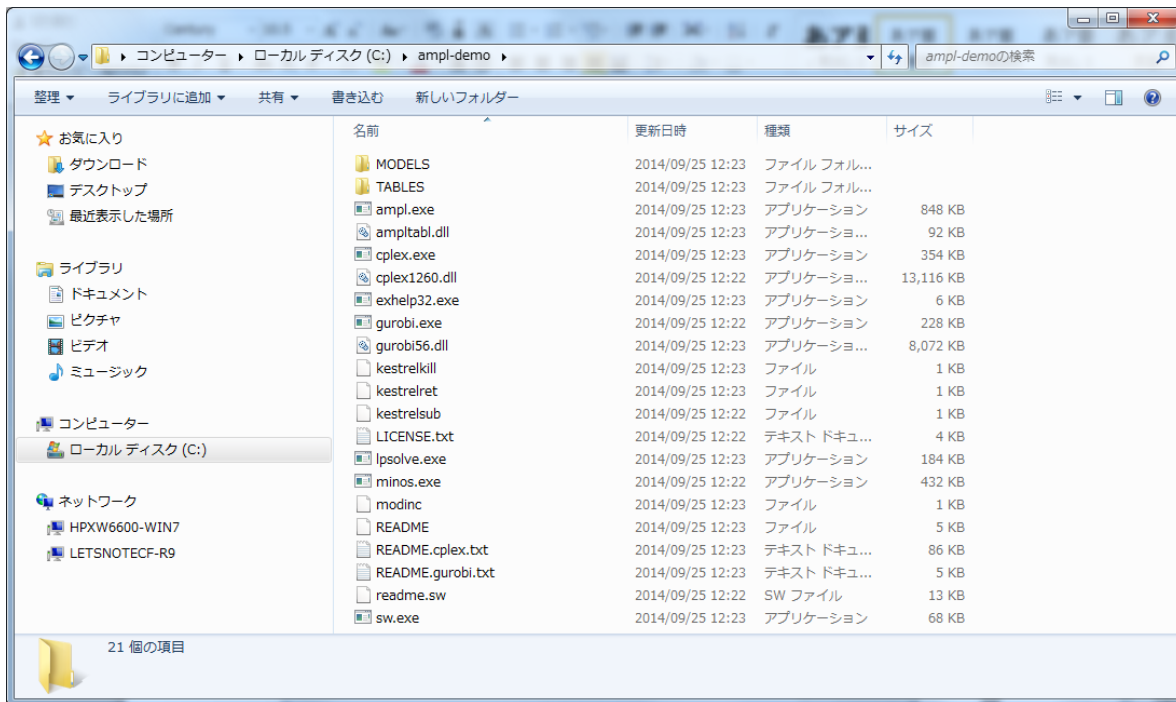 コンピューター ローカル ディスク (C:) ampl-demo ampl-demoの検索
整理 ライブラリに追加 共有 書き込む 新しいフォルダー
お気に入り
ダウンロード
デスクトップ
最近表示した場所
ライブラリ
ドキュメント
ピクチャ
ビデオ
ミュージック
コンピューター
ローカル ディスク (C:)
ネットワーク
HPXW6600-WIN7
LETSNOTECF-R9
名前 更新日時 種類 サイズ
MODELS 2014/09/25 12:23 ファイル フォル...
TABLES 2014/09/25 12:23 ファイル フォル...
ampl.exe 2014/09/25 12:23 アプリケーション 848 KB
ampltabl.dll 2014/09/25 12:23 アプリケーショ... 92 KB
cplex.exe 2014/09/25 12:23 アプリケーション 354 KB
cplex1260.dll 2014/09/25 12:22 アプリケーショ... 13,116 KB
exhelp32.exe 2014/09/25 12:23 アプリケーション 6 KB
gurobi.exe 2014/09/25 12:22 アプリケーション 228 KB
gurobi56.dll 2014/09/25 12:23 アプリケーショ... 8,072 KB
kestrelkill 2014/09/25 12:23 ファイル 1 KB
kestrelret 2014/09/25 12:23 ファイル 1 KB
kestrelsub 2014/09/25 12:22 ファイル 1 KB
LICENSE.txt 2014/09/25 12:22 テキスト ドキュ... 4 KB
lpsolve.exe 2014/09/25 12:23 アプリケーション 184 KB
minos.exe 2014/09/25 12:22 アプリケーション 432 KB
modinc 2014/09/25 12:23 ファイル 1 KB
README 2014/09/25 12:23 ファイル 5 KB
README.cplex.txt 2014/09/25 12:23 テキスト ドキュ... 86 KB
README.gurobi.txt 2014/09/25 12:23 テキスト ドキュ... 5 KB
readme.sw 2014/09/25 12:22 SW ファイル 13 KB
sw.exe 2014/09/25 12:23 アプリケーション 68 KB
21 個の項目